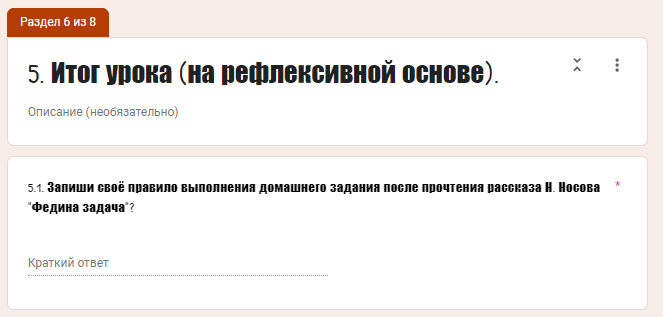 Раздел 6 из 8
5. Итог урока (на рефлексивной основе).
Описание (необязательно)
5.1. Запиши своё правило выполнения домашнего задания после прочтения рассказа Н. Носова *
"Федина задача"?
Краткий ответ